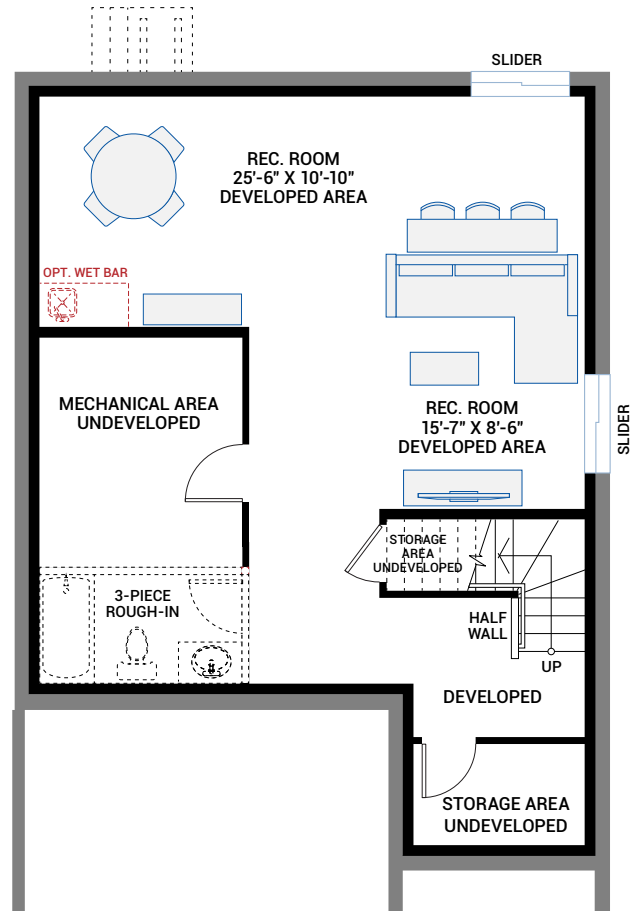 SLIDER
REC. ROOM
25'-6" X 10'-10"
DEVELOPED AREA
OPT. WET BAR
MECHANICAL AREA
UNDEVELOPED
REC. ROOM
15'-7" X 8'-6"
DEVELOPED AREA
SLIDER
STORAGE
AREA
UNDEVELOPED
3-PIECE
ROUGH-IN
HALF
WALL
UP
DEVELOPED
STORAGE AREA
UNDEVELOPED